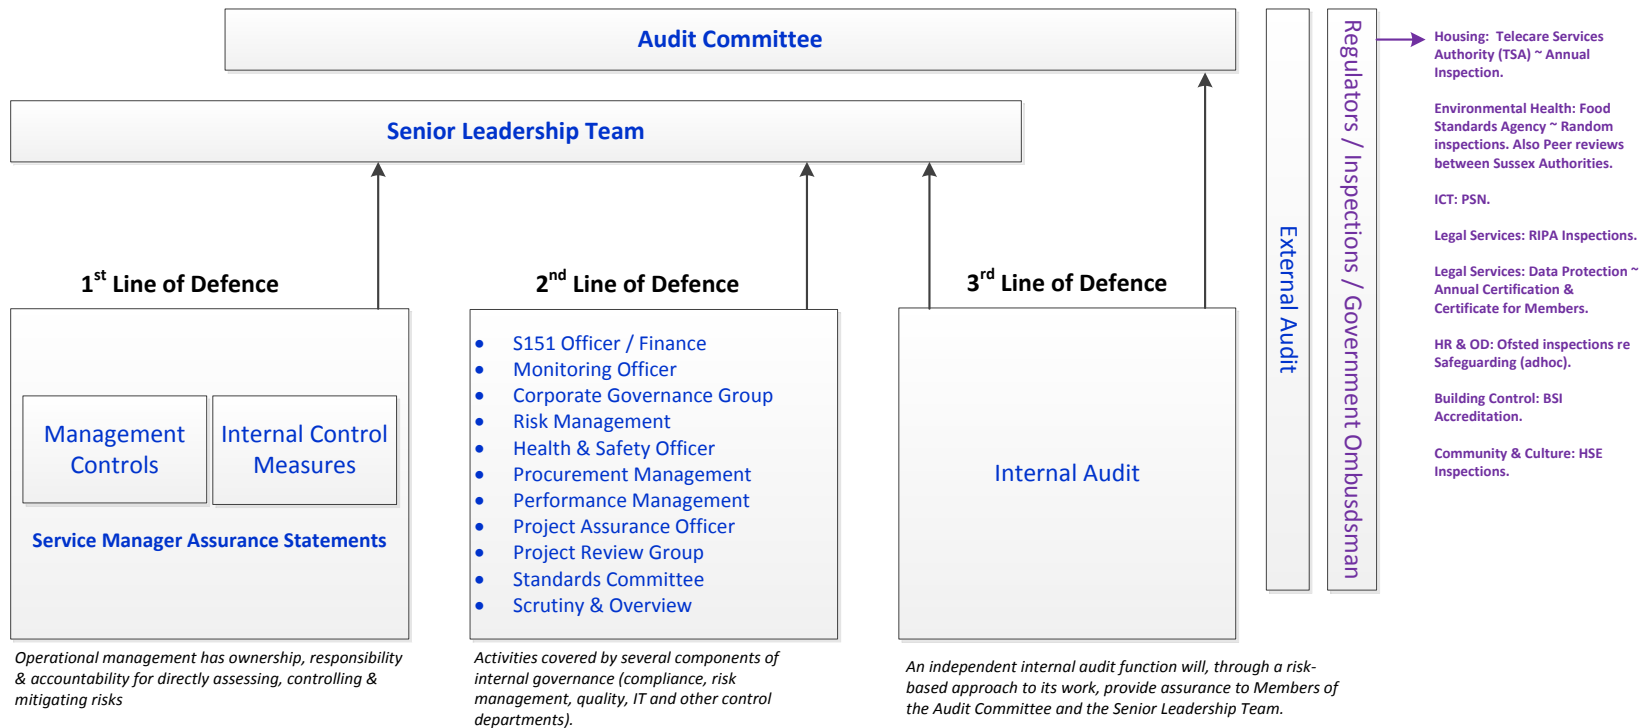 Audit Committee
Senior Leadership Team
1st Line of Defence
Management
Controls
Internal Control
Measures
Service Manager Assurance Statements
Operational management has ownership, responsibility
& accountability for directly assessing, controlling &
mitigating risks
2nd Line of Defence
• S151 Officer / Finance
• Monitoring Officer
• Corporate Governance Group
• Risk Management
• Health & Safety Officer
• Procurement Management
• Performance Management
• Project Assurance Officer
• Project Review Group
• Standards Committee
• Scrutiny & Overview
Activities covered by several components of
internal governance (compliance, risk
management, quality, IT and other control
departments).
3rd Line of Defence
Internal Audit
An independent internal audit function will, through a risk-
based approach to its work, provide assurance to Members of
the Audit Committee and the Senior Leadership Team.
External Audit
Regulators / Inspections / Government Ombusdsman
Housing: Telecare Services
Authority (TSA) ~ Annual
Inspection.
Environmental Health: Food
Standards Agency ~ Random
inspections. Also Peer reviews
between Sussex Authorities.
ICT: PSN.
Legal Services: RIPA Inspections.
Legal Services: Data Protection ~
Annual Certification &
Certificate for Members.
HR & OD: Ofsted inspections re
Safeguarding (adhoc).
Building Control: BSI
Accreditation.
Community & Culture: HSE
Inspections.